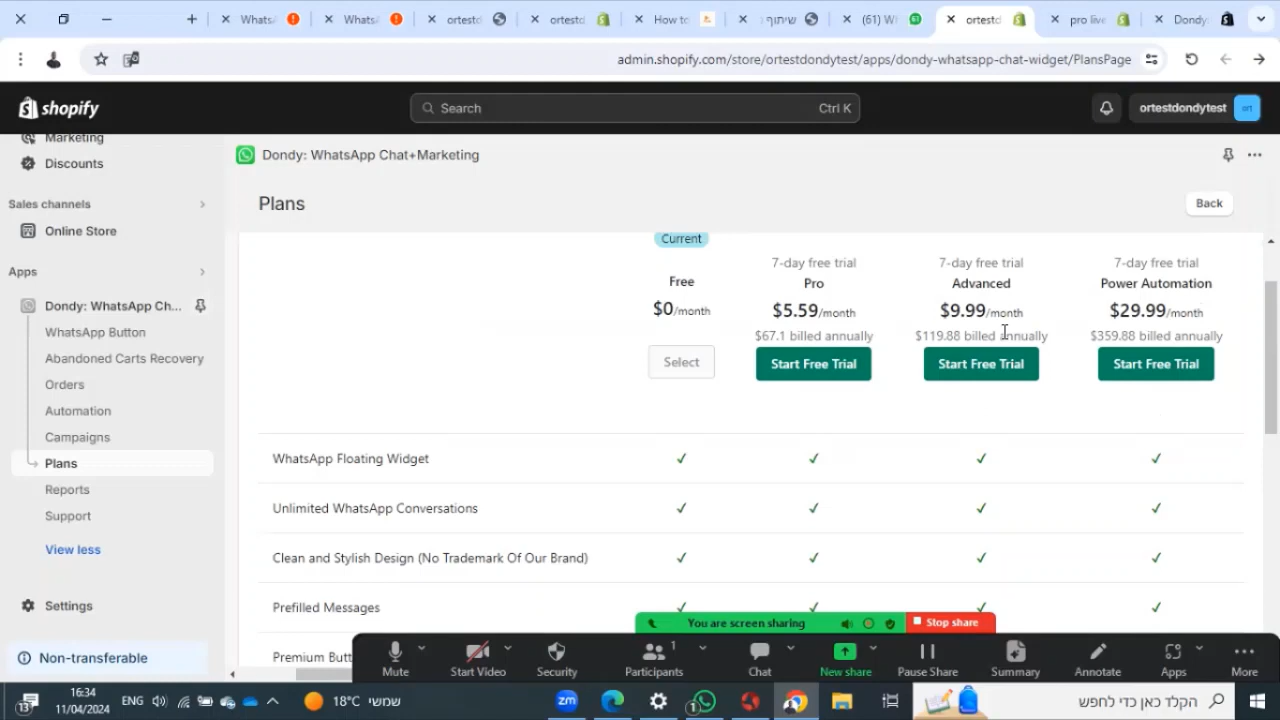 Whats.
Whats.
ortestd
ortestd
How to
שיתוף
(61) W
ortestd
pro live
Dondy:
admin.shopify.com/store/ortestdondytest/apps/dondy-whatsapp-chat-widget/PlansPage
shopify
Search
Ctrl K
ortestdondytest
ort
Marketing
Discounts
Sales channels
Online Store
Apps
Dondy: WhatsApp Ch...
WhatsApp Button
Abandoned Carts Recovery
Orders
Automation
Campaigns
Plans
Reports
Support
View less
Settings
Non-transferable
Dondy: WhatsApp Chat+Marketing
Plans
Back
Current
Free
$0/month
Select
7-day free trial
Pro
$5.59/month
$67.1 billed annually
Start Free Trial
7-day free trial
Advanced
$9.99/month
$119.88 billed annually
Start Free Trial
7-day free trial
Power Automation
$29.99/month
$359.88 billed annually
Start Free Trial
WhatsApp Floating Widget
Unlimited WhatsApp Conversations
Clean and Stylish Design (No Trademark Of Our Brand)
Prefilled Messages
Premium Butt
You are screen sharing
Stop share
Mute
Start Video
Security
Participants
1
Chat
New share
Pause Share
Summary
Annotate
Apps
More
13
16:34
11/04/2024
ENG
18°C
שמשי
zm
1
הקלד כאן כדי לחפש